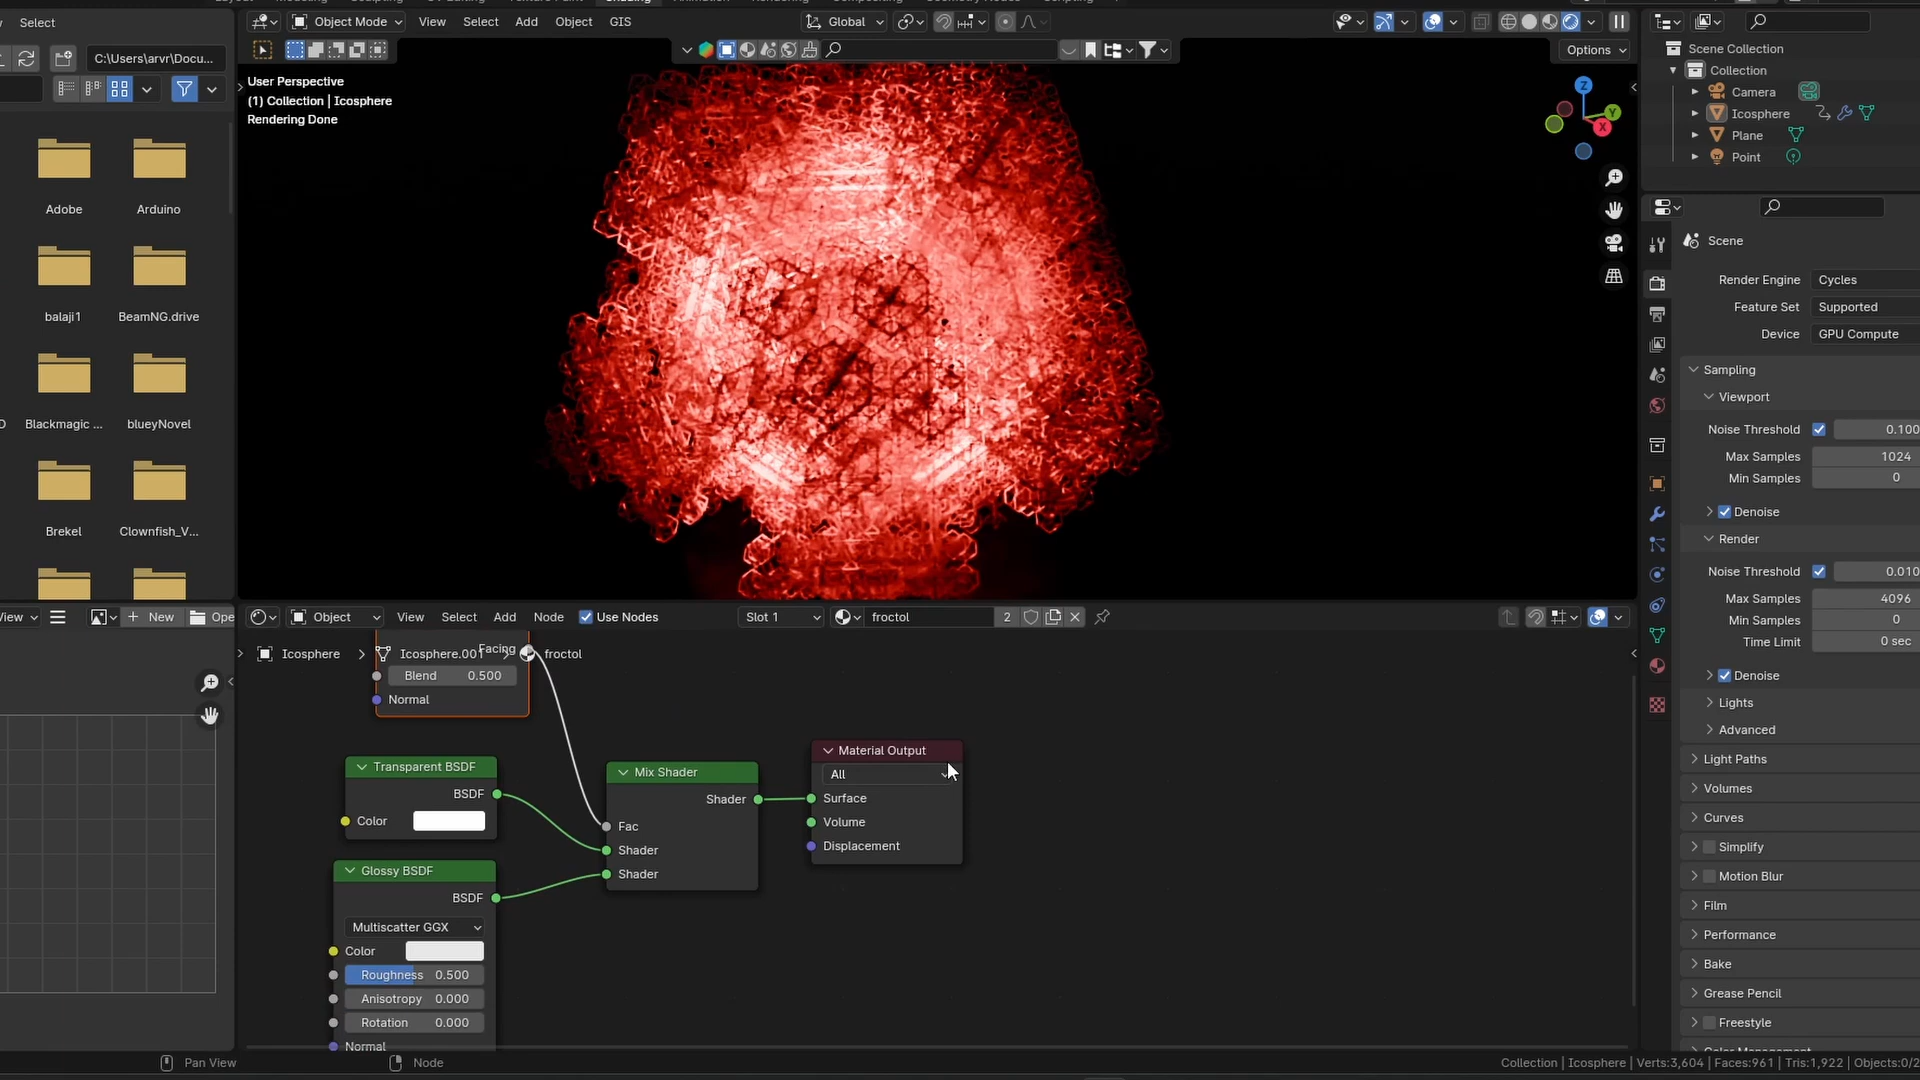 Select
Object Mode
View
Select
Add
Object
GIS
Global
C:\Users\arvr\Docu...
Options
User Perspective
(1) Collection | Icosphere
Rendering Done
Z
Y
X
Adobe
Arduino
balaji1
BeamNG.drive
Blackmagic ...
blueyNovel
Brekel
Clownfish_V...
Scene Collection
Collection
Camera
Icosphere
Plane
Point
Scene
Render Engine
Cycles
Feature Set
Supported
Device
GPU Compute
Sampling
Viewport
Noise Threshold
0.100
Max Samples
1024
Min Samples
0
Denoise
Render
Noise Threshold
0.010
Max Samples
4096
Min Samples
0
Time Limit
0 sec
Denoise
Lights
Advanced
Light Paths
Volumes
Curves
Simplify
Motion Blur
Film
Performance
Bake
Grease Pencil
Freestyle
View
New
Ope
Object
View
Select
Add
Node
Use Nodes
Slot 1
froctol
2
Icosphere
Icosphere.001
froctol
Facing
Blend 0.500
Normal
Transparent BSDF
BSDF
Color
Glossy BSDF
BSDF
Multiscatter GGX
Color
Roughness 0.500
Anisotropy 0.000
Rotation 0.000
Normal
Mix Shader
Shader
Fac
Shader
Shader
Material Output
All
Surface
Volume
Displacement
Pan View
Node
Collection | Icosphere | Verts:3,604 | Faces:961 | Tris:1,922 | Objects:0/2